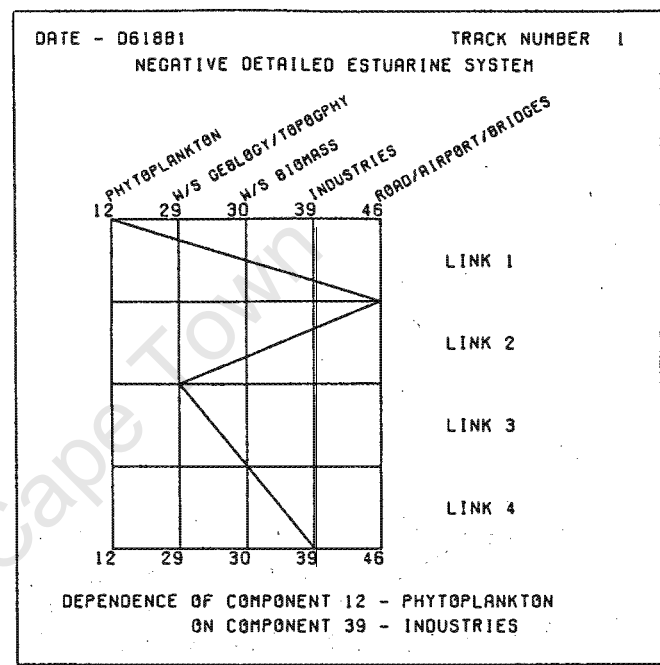 DATE - 061881 TRACK NUMBER 1
NEGATIVE DETAILED ESTUARINE SYSTEM
PHYTOPLANKTON
W/S GEOLOGY/TOPOGPHY
W/S BIOMASS
INDUSTRIES
ROAD/AIRPORT/BRIDGES
12 29 30 39 46
LINK 1
LINK 2
LINK 3
LINK 4
12 29 30 39 46
DEPENDENCE OF COMPONENT 12 - PHYTOPLANKTON
ON COMPONENT 39 - INDUSTRIES
Cape Town